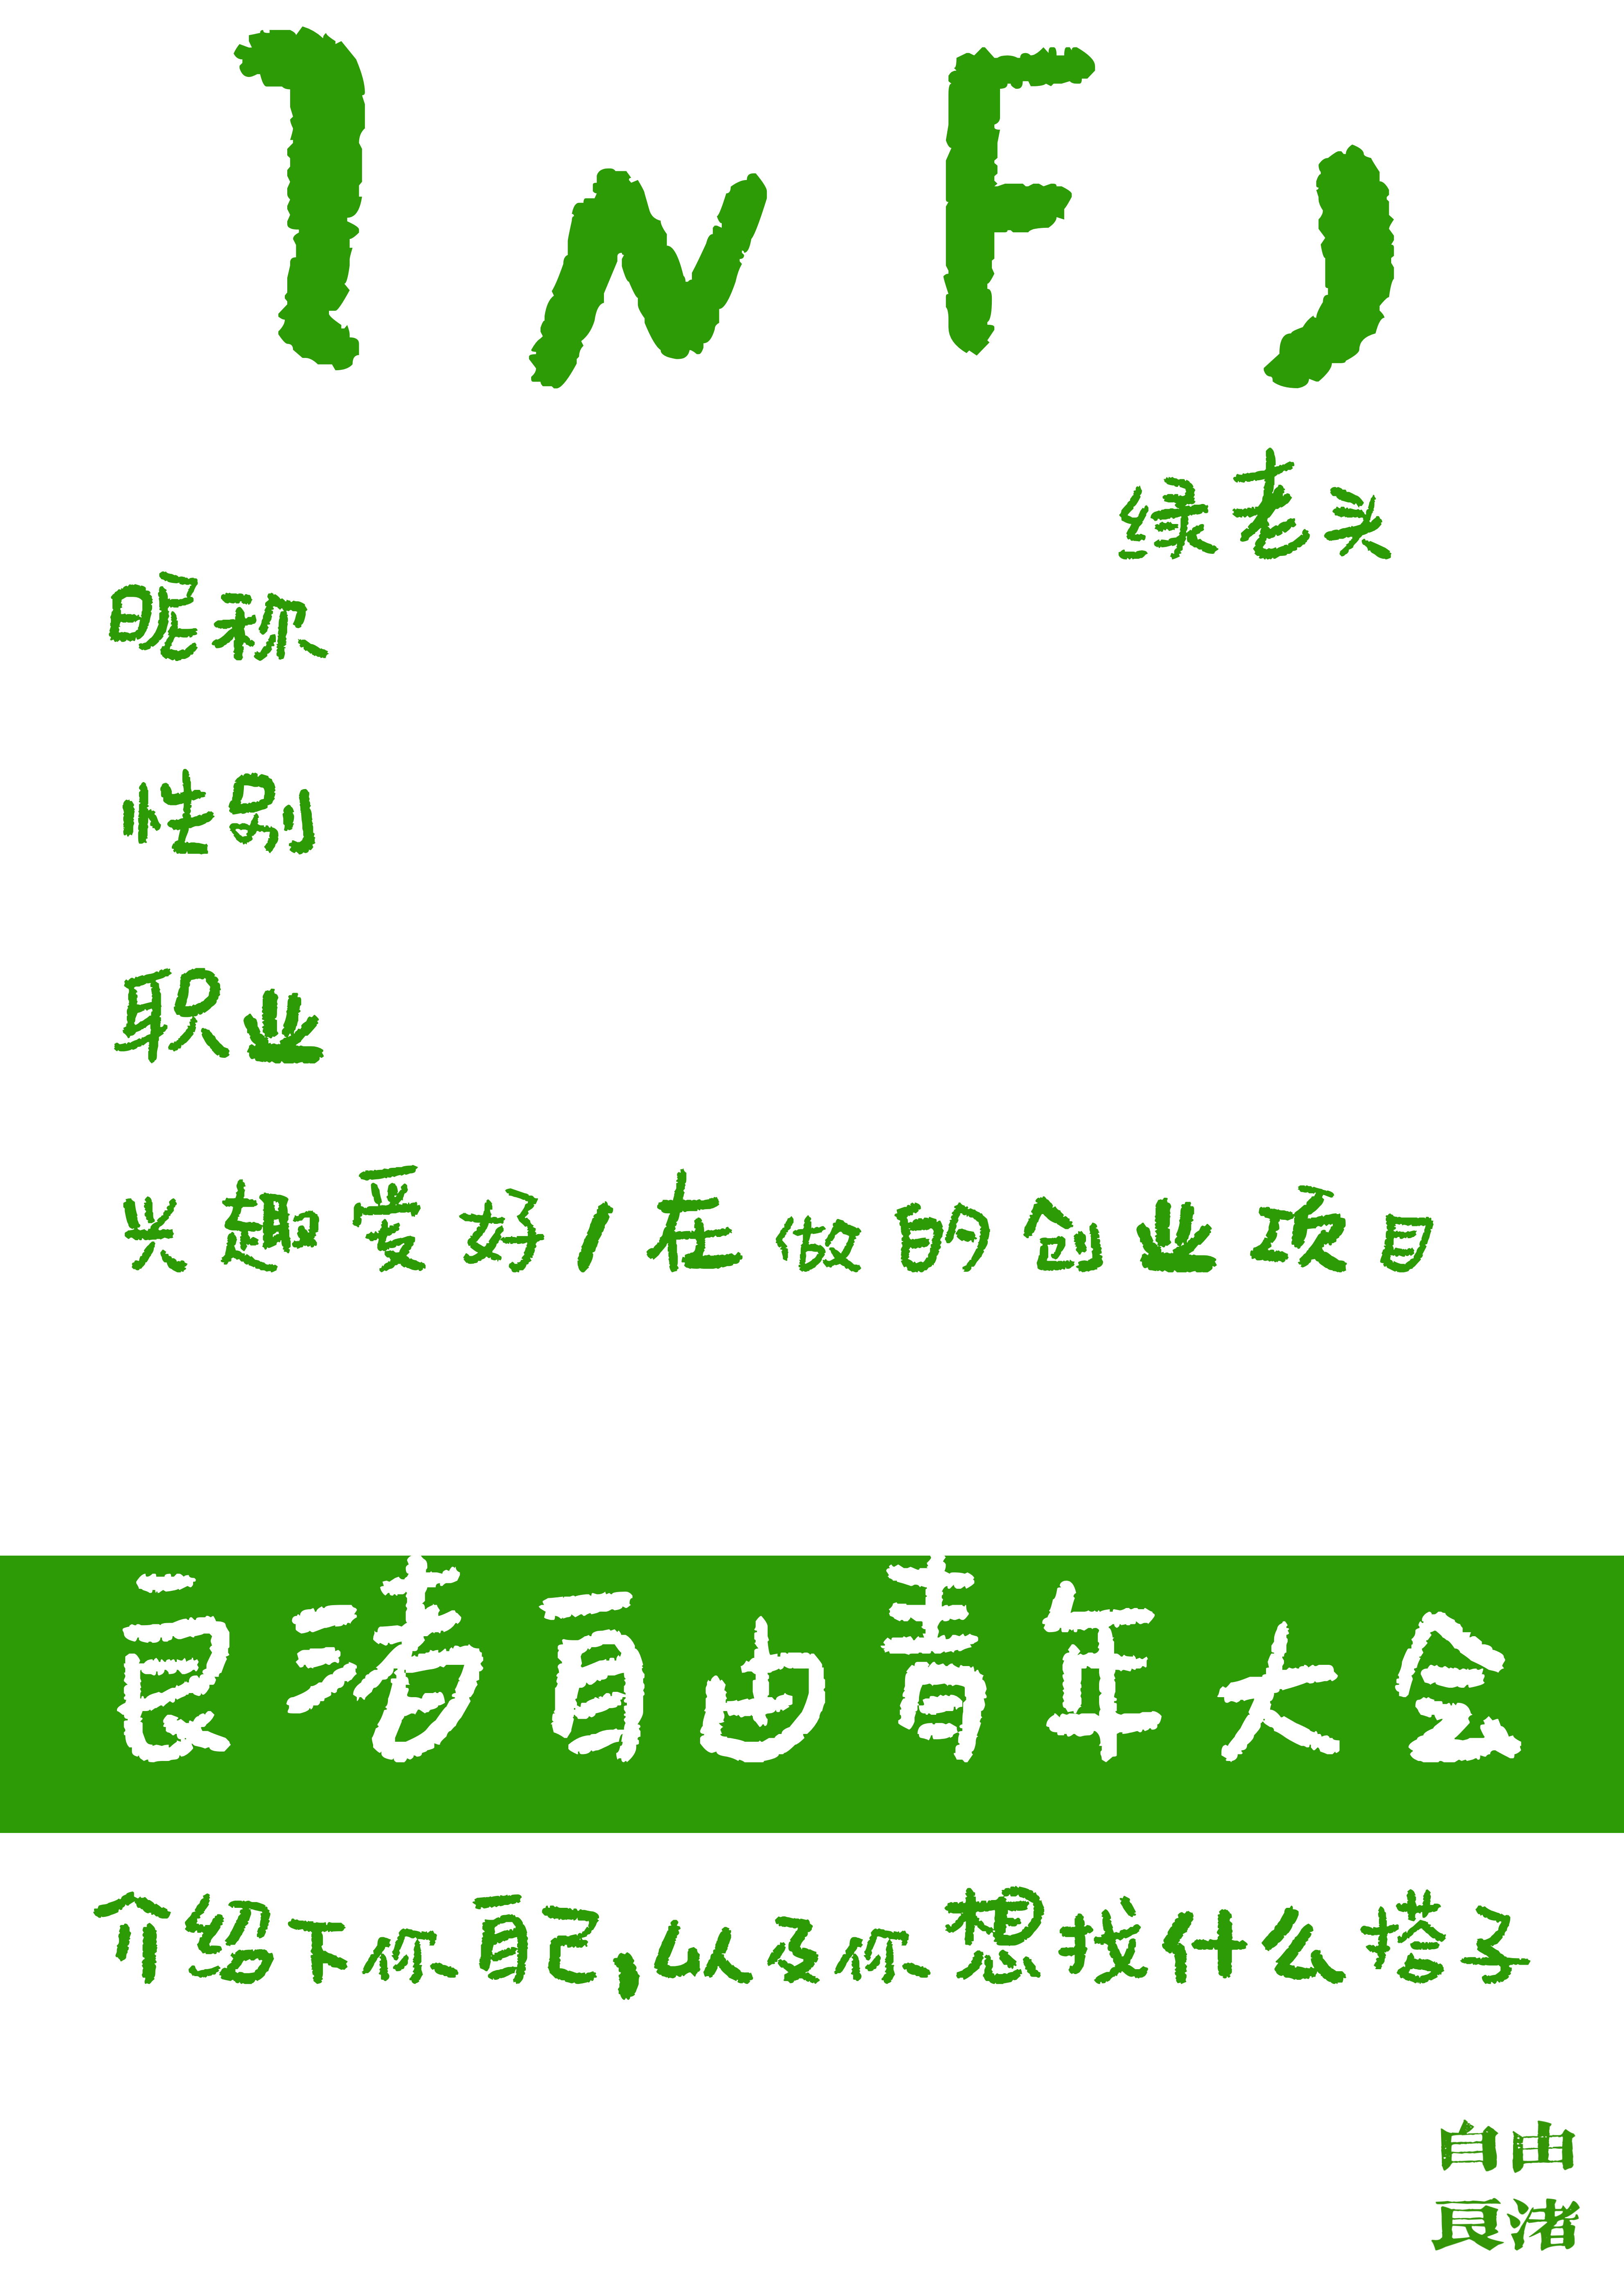 INFJ
绿老头
昵称
性别
职业
兴趣爱好/在做的创业项目
良渚自由青年大会
介绍下你自己,以及你想找什么搭子
自由
良渚